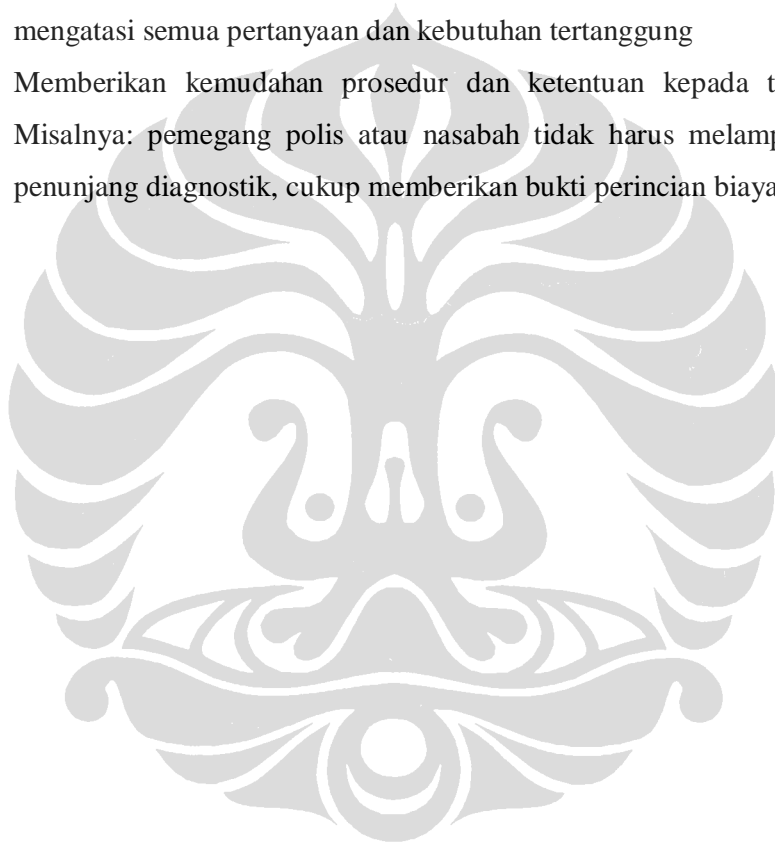 mengatasi semua pertanyaan dan kebutuhan tertanggung
Memberikan kemudahan prosedur dan ketentuan kepada
Misalnya: pemegang polis atau nasabah tidak harus
penunjang diagnostik, cukup memberikan bukti perincian biaya